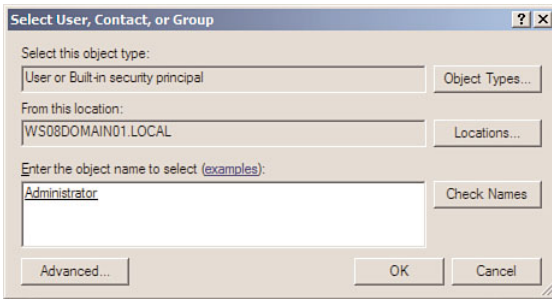 Select User, Contact, or Group
Select this object type:
User or Built-in security principal
Object Types...
From this location:
WS08DOMAIN01.LOCAL
Locations...
Enter the object name to select (examples):
Administrator
Check Names
Advanced...
OK
Cancel